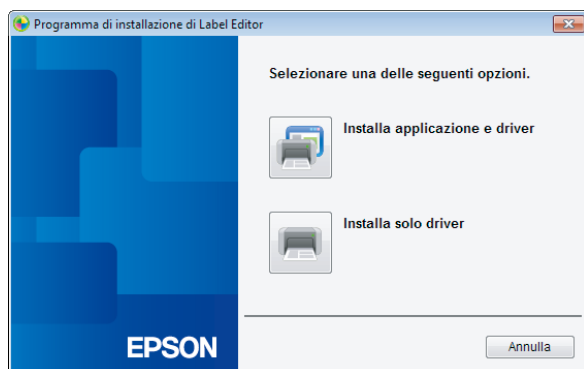 Programma di installazione di Label Editor
Selezionare una delle seguenti opzioni.
Installa applicazione e driver
Installa solo driver
EPSON
Annulla